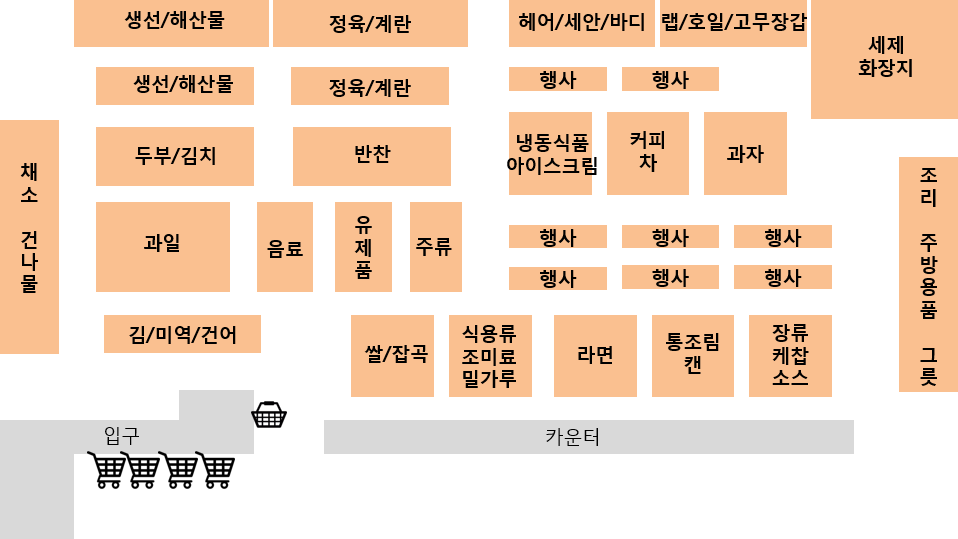 생선/해산물
정육/계란
헤어/세안/바디
랩/호일/고무장갑
세제
화장지
생선/해산물
정육/계란
행사
행사
채소 건나물
두부/김치
반찬
냉동식품
아이스크림
커피
차
과자
조리 주방용품 그릇
과일
음료
유제품
주류
행사
행사
행사
행사
행사
행사
김/미역/건어
쌀/잡곡
식용류
조미료
밀가루
라면
통조림
캔
장류
케찹
소스
입구
카운터